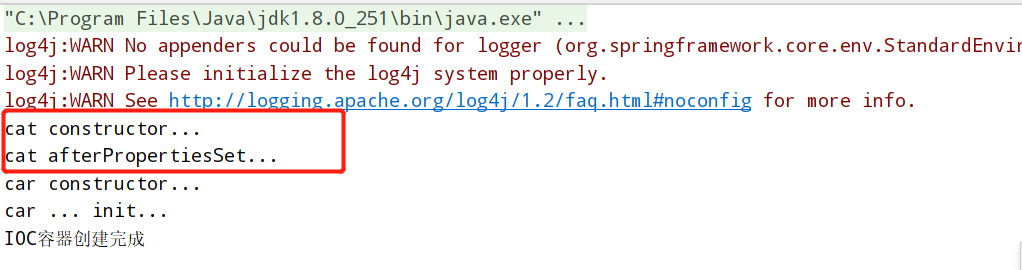 "C:\Program Files\Java\jdk1.8.0_251\bin\java.exe" ...
log4j:WARN No appenders could be found for logger (org.springframework.core.env.StandardEnvir
log4j:WARN Please initialize the log4j system properly.
log4j:WARN See http://logging.apache.org/log4j/1.2/faq.html#noconfig for more info.
cat constructor...
cat afterPropertiesSet...
car constructor...
car ... init...
IOC容器创建完成